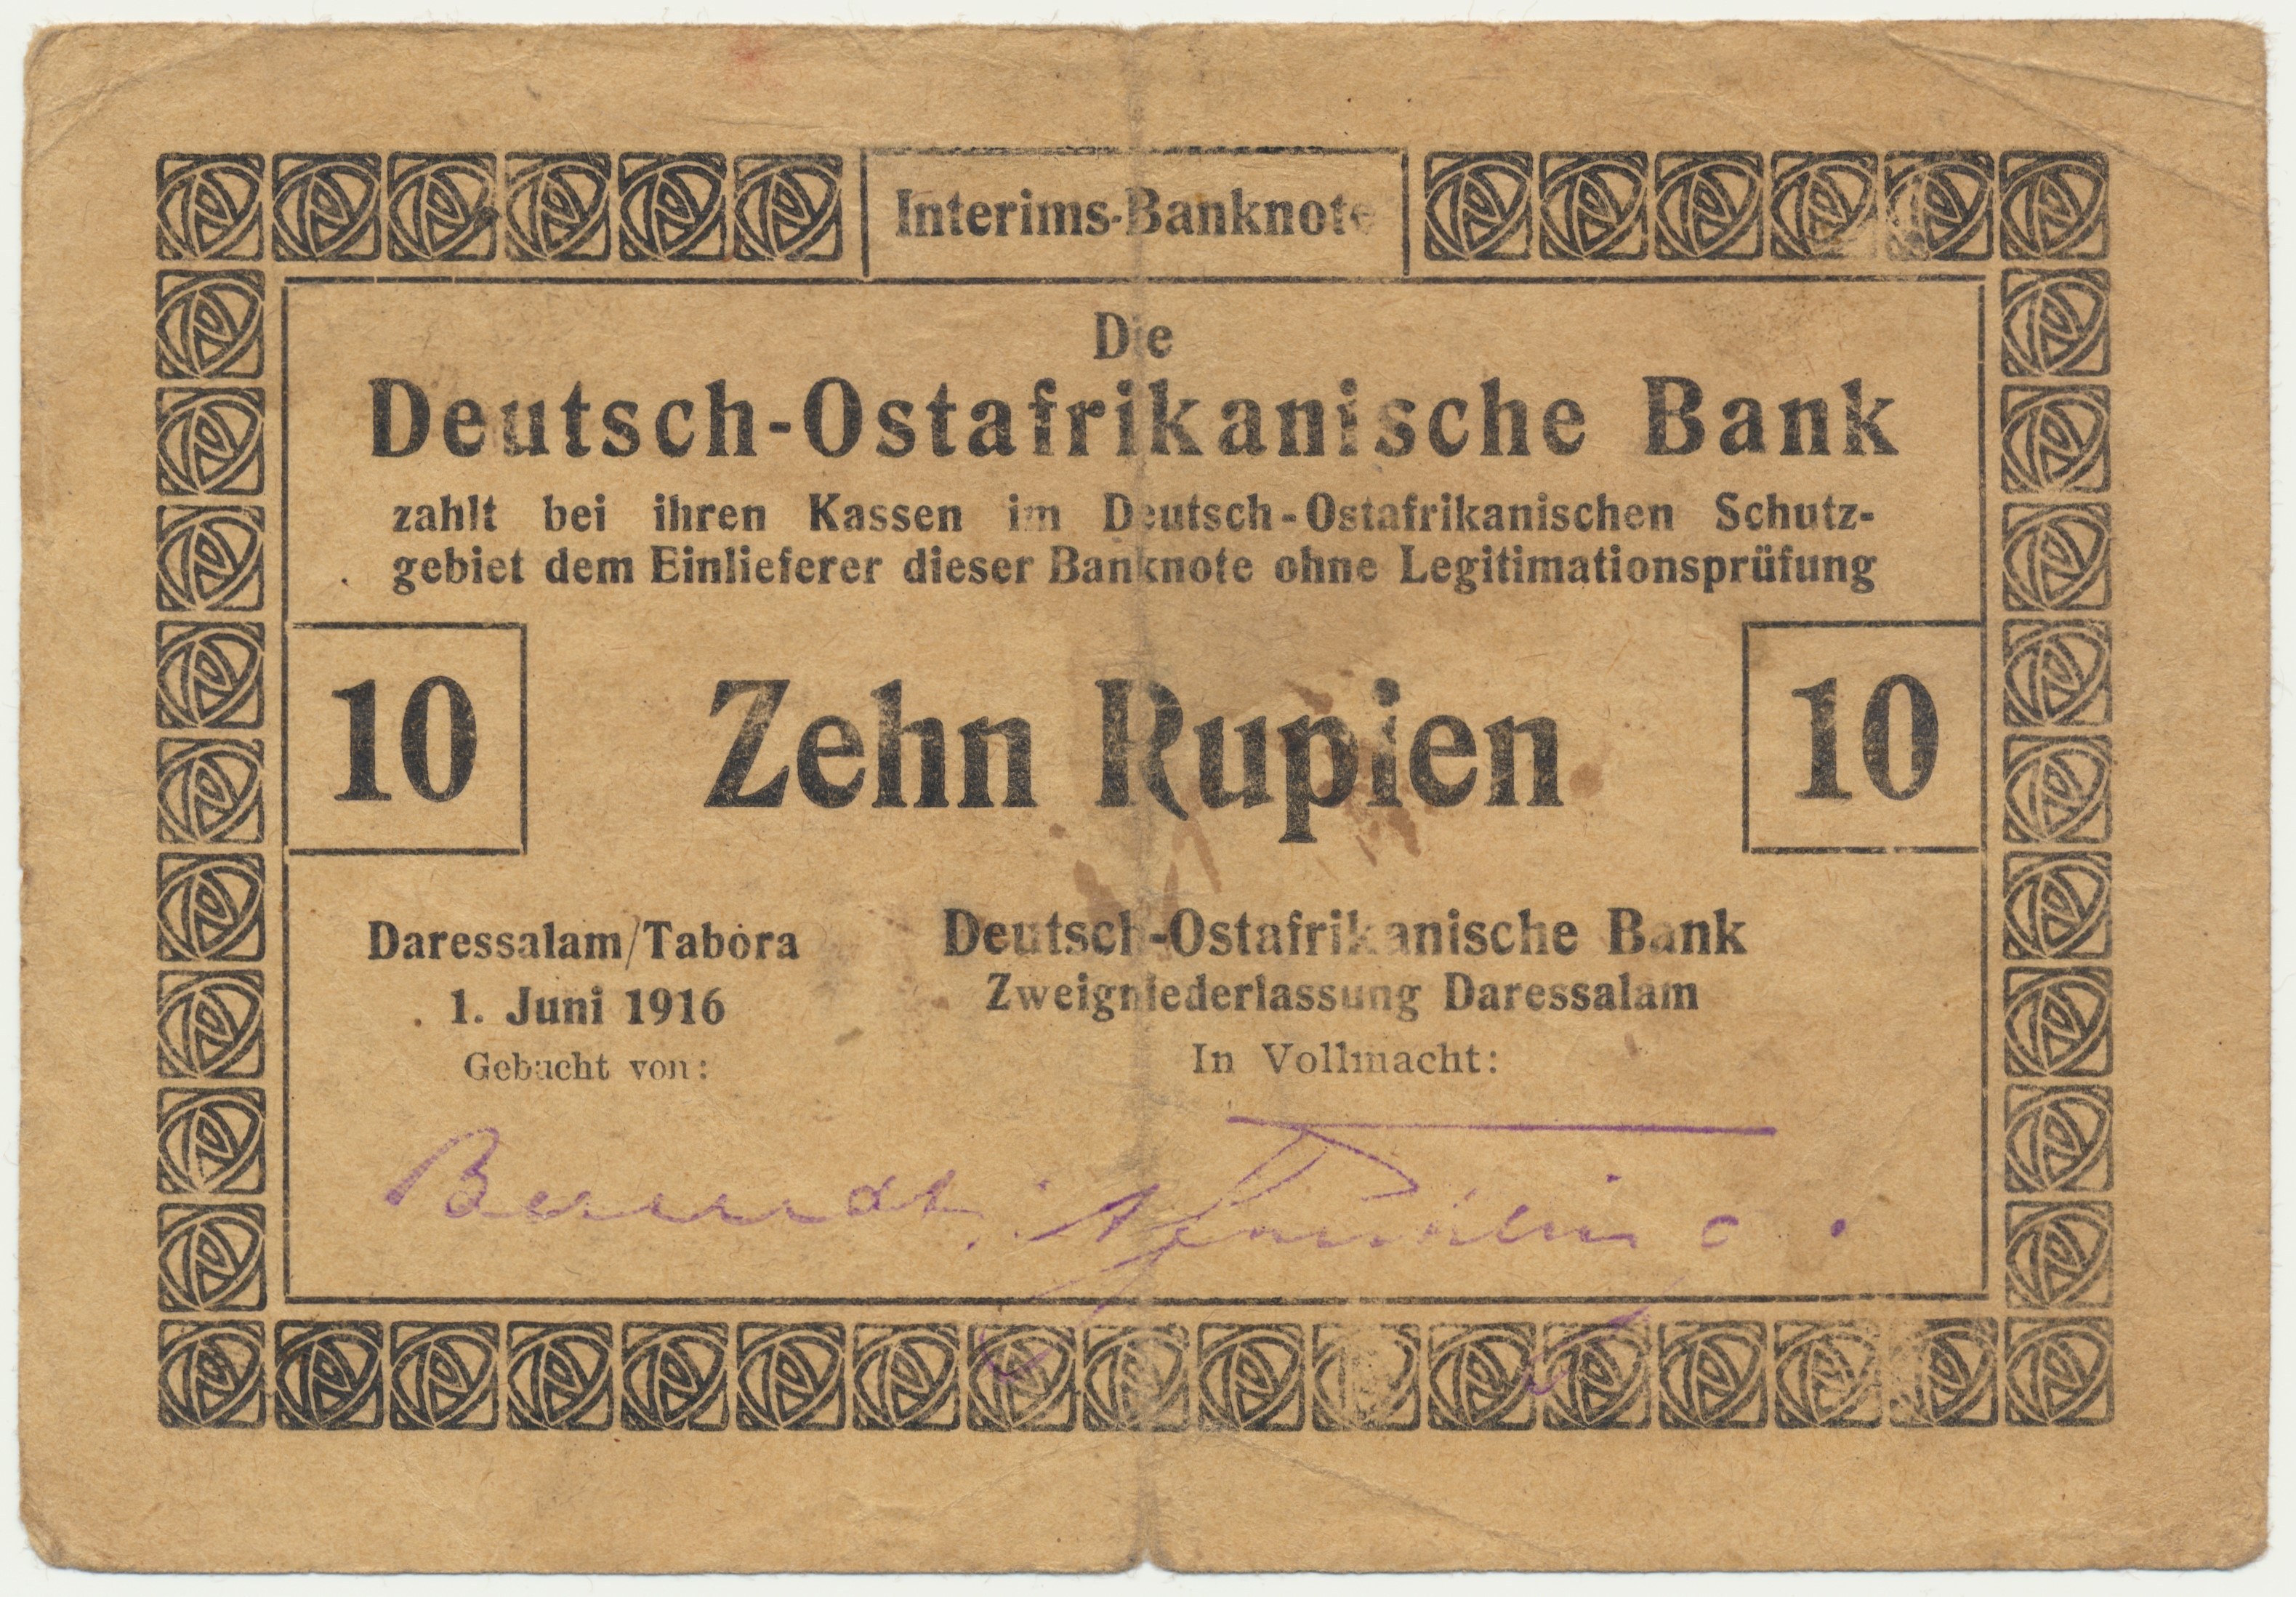 Interims-Banknote
Die
Deutsch-Ostafrikanische Bank
zahlt bei ihren Kassen im Deutsch-Ostafrikanischen Schutz-
gebiet dem Einlieferer dieser Banknote ohne Legitimationsprüfung
10 Zehn Rupien 10
Daressalam/Tabora
1. Juni 1916
Gebucht von:
Deutsch-Ostafrikanische Bank
Zweigniederlassung Daressalam
In Vollmacht: